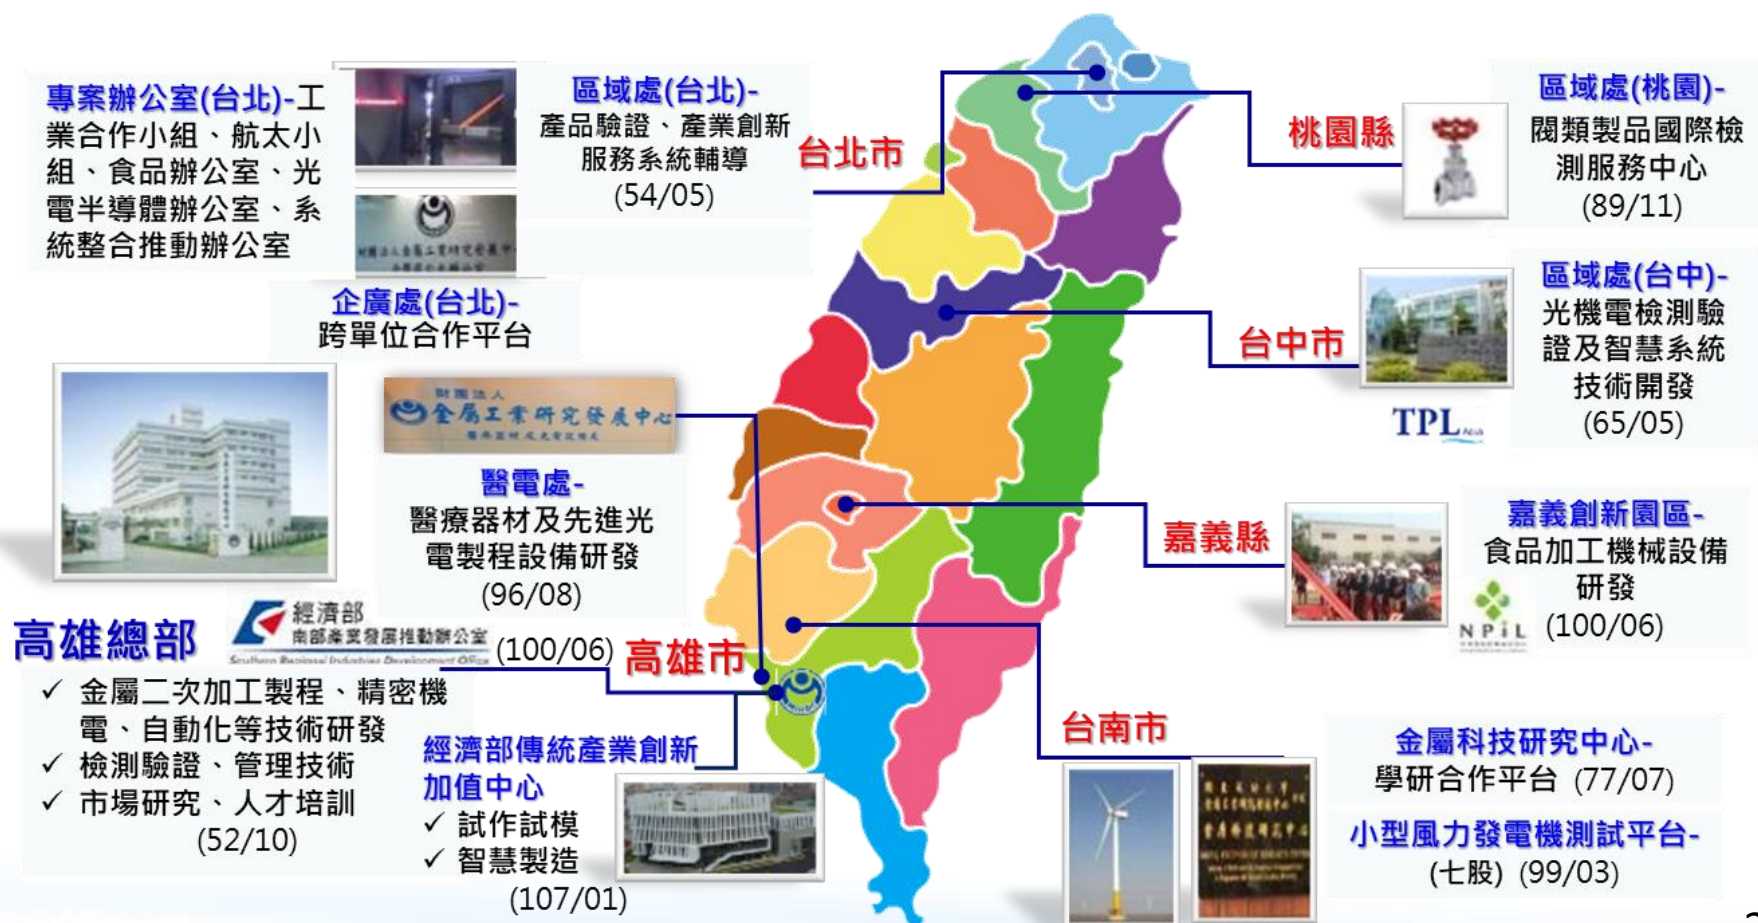 專案辦公室(台北)-工
業合作小組、航太小
組、食品辦公室、光
電半導體辦公室、系
統整合推動辦公室
區域處(台北)-
產品驗證、產業創新
服務系統輔導
(54/05)
台北市
企廣處(台北)-
跨單位合作平台
桃園縣
區域處(桃園)-
閥類製品國際檢
測服務中心
(89/11)
台中市
區域處(台中)-
光機電檢測驗
證及智慧系統
技術開發
(65/05)
TPL
財團法人
金屬工業研究發展中心
醫電處-
醫療器材及先進光
電製程設備研發
(96/08)
嘉義縣
嘉義創新園區-
食品加工機械設備
研發
(100/06)
NPiL
高雄總部
經濟部
南部產業發展推動辦公室
Southern Regional Industries Development Office
(100/06)
高雄市
✓ 金屬二次加工製程、精密機
電、自動化等技術研發
✓ 檢測驗證、管理技術
✓ 市場研究、人才培訓
(52/10)
經濟部傳統產業創新
加值中心
✓ 試作試模
✓ 智慧製造
(107/01)
台南市
金屬科技研究中心-
學研合作平台 (77/07)
小型風力發電機測試平台-
(七股) (99/03)